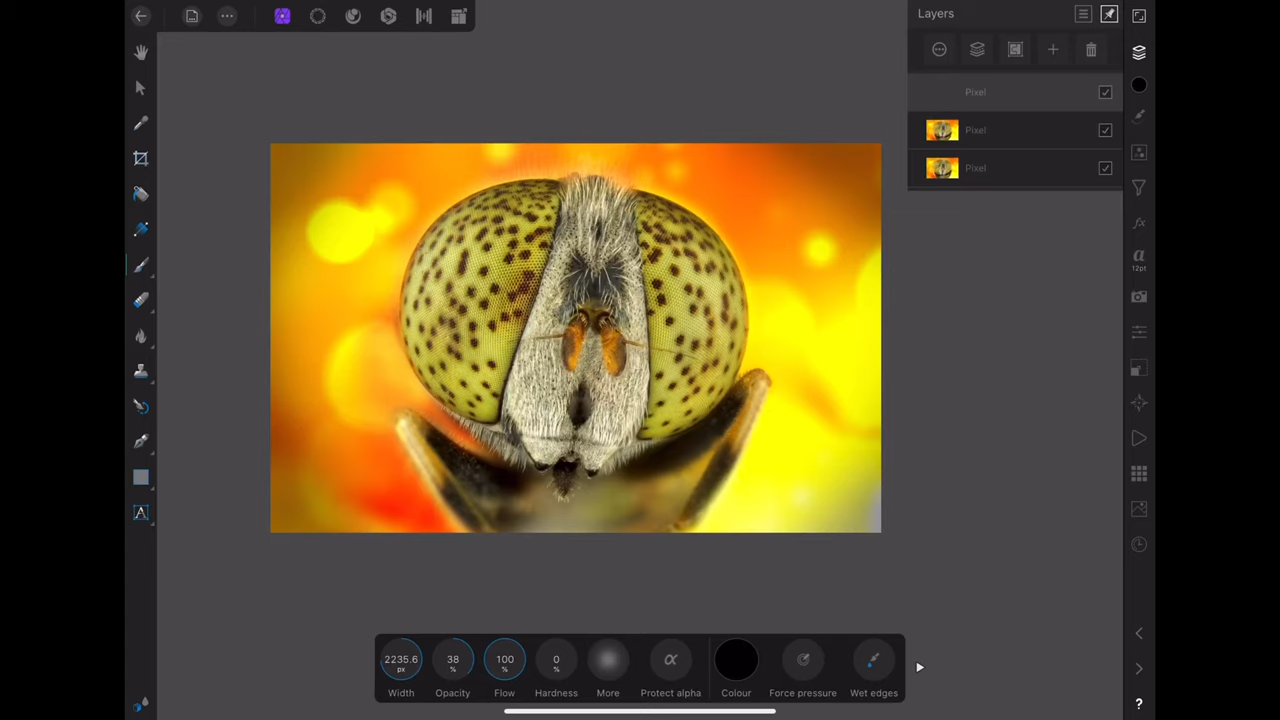 Layers
Pixel
Pixel
Pixel
a
12pt
A
2235.6
px
38
%
100
%
0
%
α
Width
Opacity
Flow
Hardness
More
Protect alpha
Colour
Force pressure
Wet edges
?